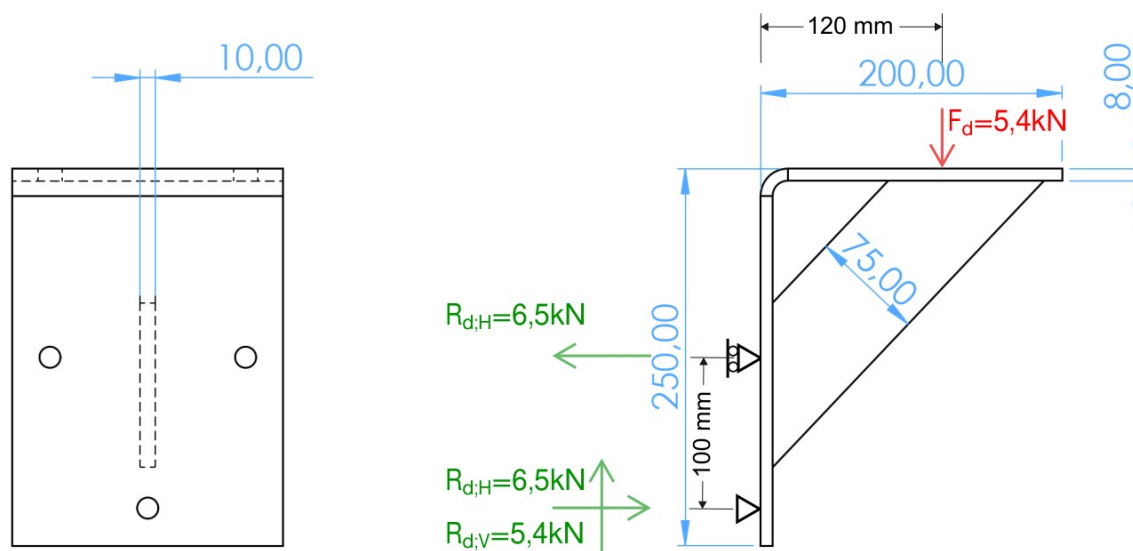 120 mm
10,00
200,00
8,00
F_d=5,4kN
75,00
R_d;H=6,5kN
250,00
100 mm
R_d;H=6,5kN
R_d;V=5,4kN